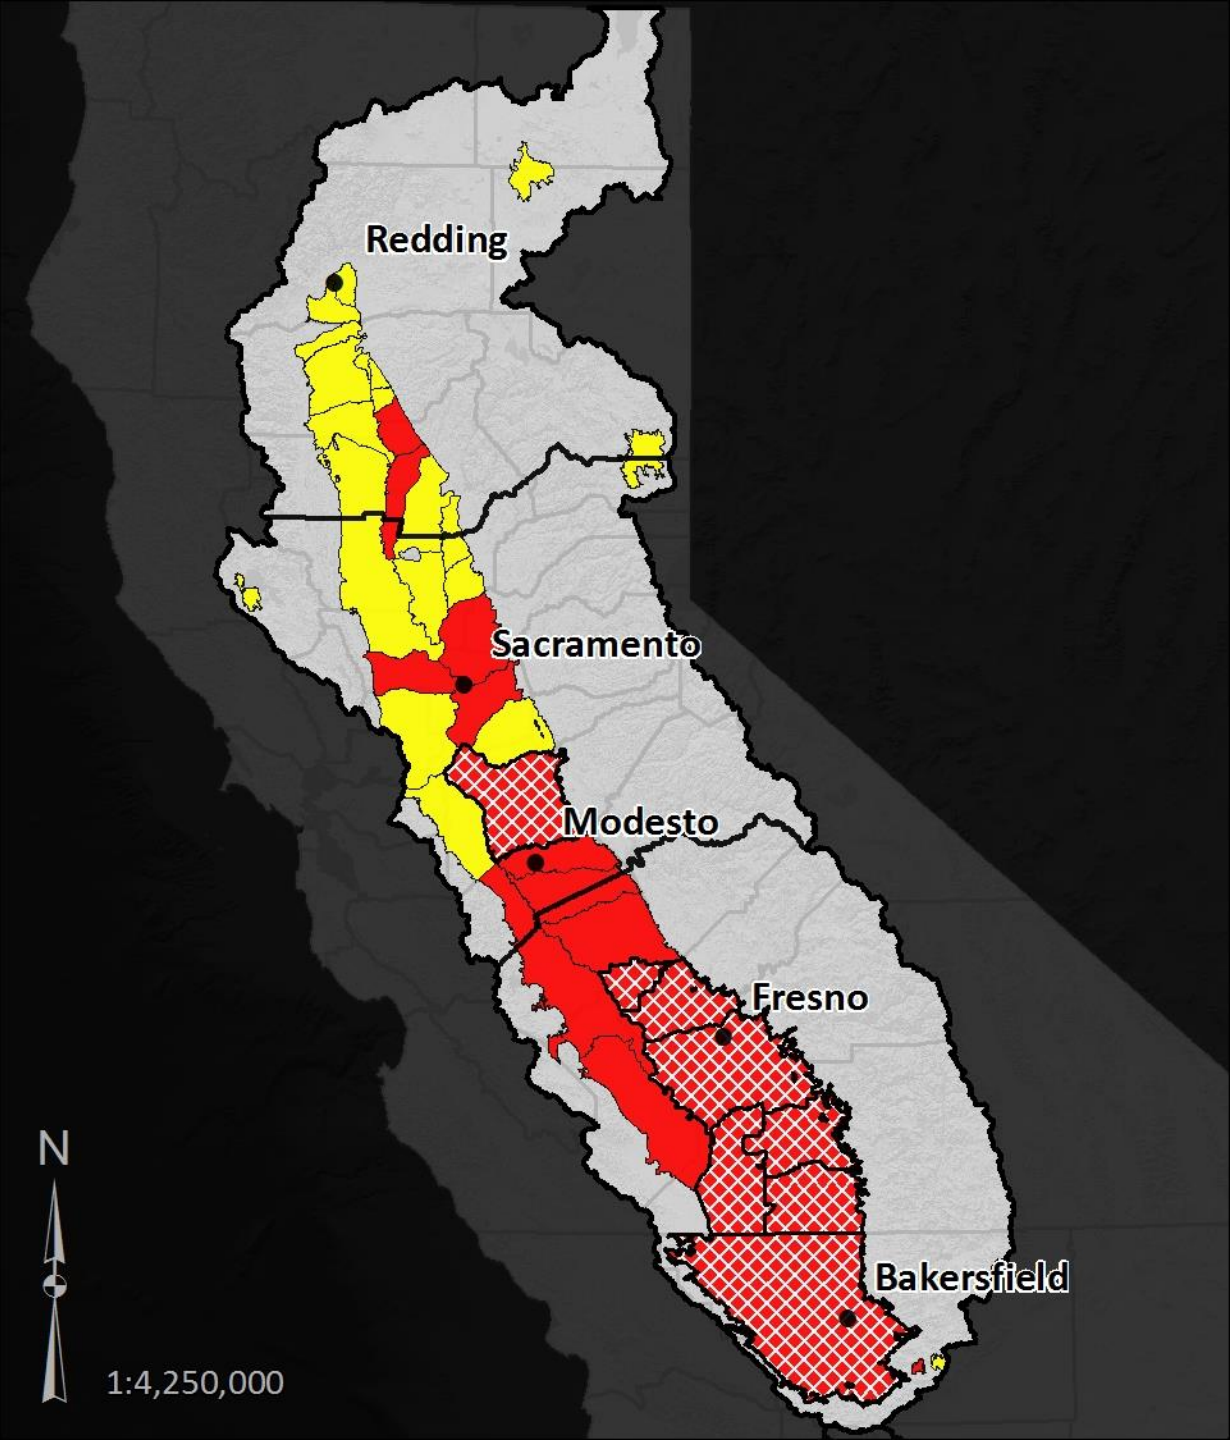 Redding
Sacramento
Modesto
Fresno
Bakersfield
N
1:4,250,000